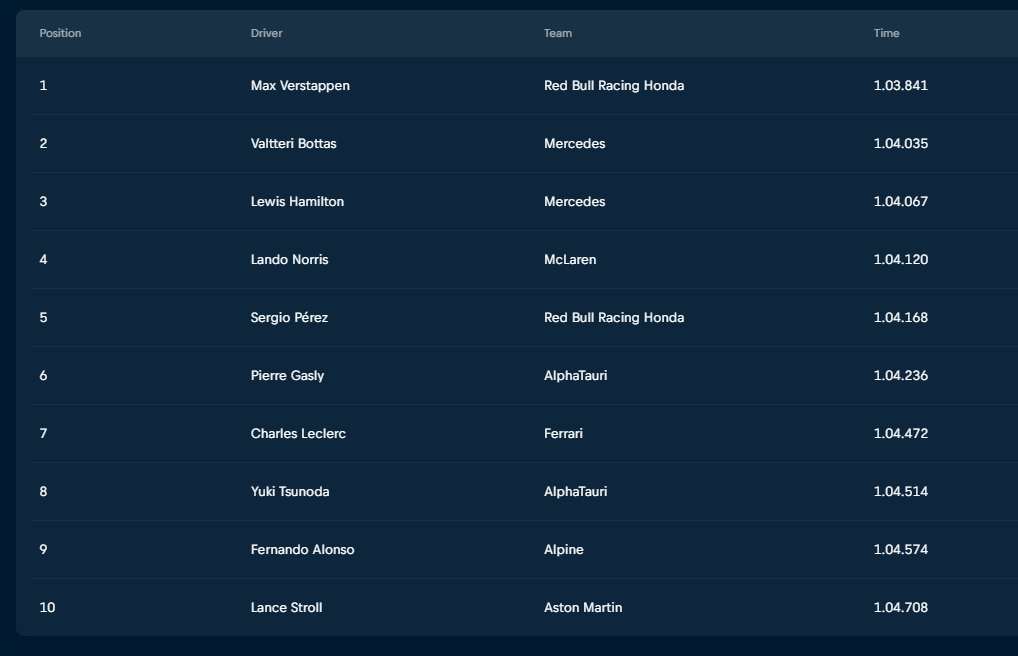 Position Driver Team Time
1 Max Verstappen Red Bull Racing Honda 1.03.841
2 Valtteri Bottas Mercedes 1.04.035
3 Lewis Hamilton Mercedes 1.04.067
4 Lando Norris McLaren 1.04.120
5 Sergio Pérez Red Bull Racing Honda 1.04.168
6 Pierre Gasly AlphaTauri 1.04.236
7 Charles Leclerc Ferrari 1.04.472
8 Yuki Tsunoda AlphaTauri 1.04.514
9 Fernando Alonso Alpine 1.04.574
10 Lance Stroll Aston Martin 1.04.708